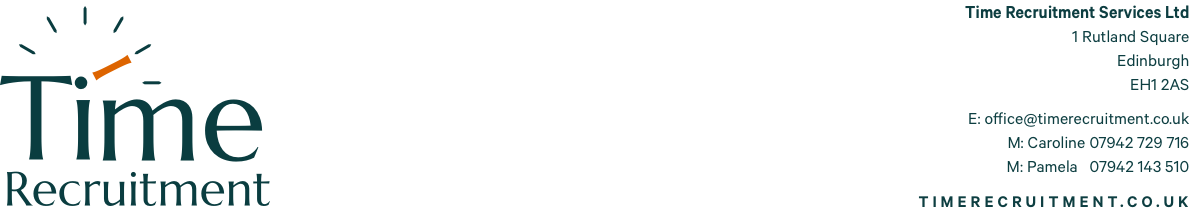 Time
Recruitment
Time Recruitment Services Ltd
1 Rutland Square
Edinburgh
EH1 2AS
E: office@timerecruitment.co.uk
M: Caroline 07942 729 716
M: Pamela 07942 143 510
TIMERECRUITMENT.CO.UK